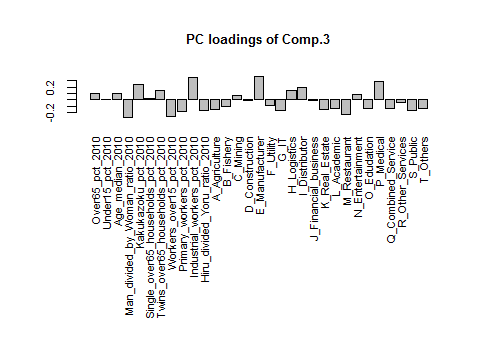 PC loadings of Comp.3
0.2
-0.2
Over65_pct_2010
Under15_pct_2010
Age_median_2010
Man_divided_by_Woman_ratio_2010
Kakukazoku_pct_2010
Single_over65_households_pct_2010
Twins_over65_households_pct_2010
Workers_over15_pct_2010
Primary_workers_pct_2010
Industrial_workers_pct_2010
Hiru_divided_Yoru_ratio_2010
A_Agriculture
B_Fishery
C_Mining
D_Construction
E_Manufacturer
F_Utility
G_IT
H_Logistics
I_Distributor
J_Financial_business
K_Real_Estate
L_Academic
M_Restaurant
N_Entertainment
O_Edudation
P_Medical
Q_Combined_Service
R_Other_Services
S_Public
T_Others